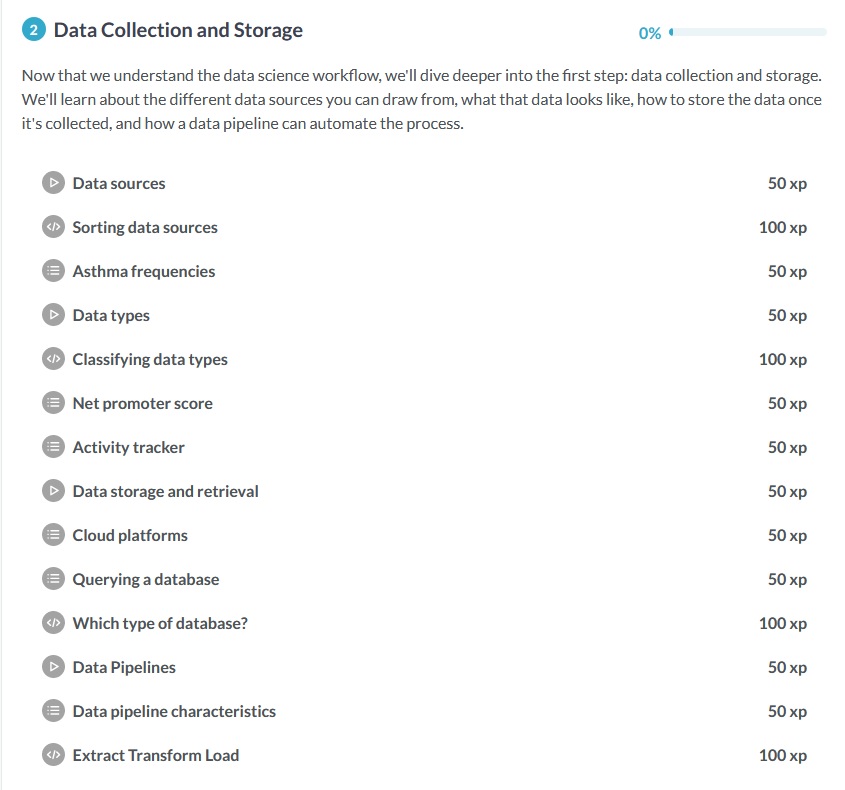 2 Data Collection and Storage 0%
Now that we understand the data science workflow, we'll dive deeper into the first step: data collection and storage.
We'll learn about the different data sources you can draw from, what that data looks like, how to store the data once
it's collected, and how a data pipeline can automate the process.
Data sources 50 xp
Sorting data sources 100 xp
Asthma frequencies 50 xp
Data types 50 xp
Classifying data types 100 xp
Net promoter score 50 xp
Activity tracker 50 xp
Data storage and retrieval 50 xp
Cloud platforms 50 xp
Querying a database 50 xp
Which type of database? 100 xp
Data Pipelines 50 xp
Data pipeline characteristics 50 xp
Extract Transform Load 100 xp